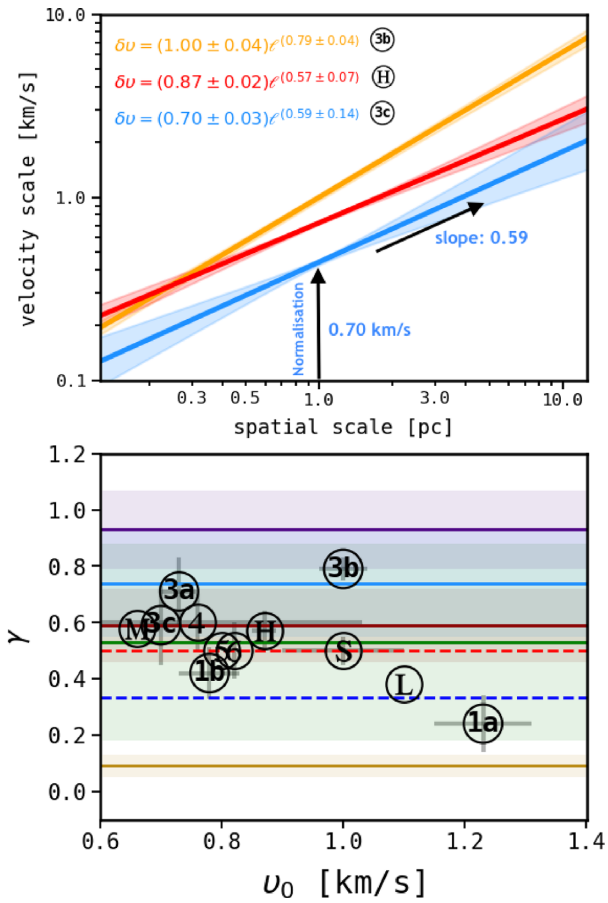 10.0
δυ = (1.00 ± 0.04)ℓ^(0.79 ± 0.04) 3b
δυ = (0.87 ± 0.02)ℓ^(0.57 ± 0.07) H
δυ = (0.70 ± 0.03)ℓ^(0.59 ± 0.14) 3c
velocity scale [km/s]
1.0
slope: 0.59
Normalisation
0.70 km/s
0.1
0.3 0.5 1.0 3.0 10.0
spatial scale [pc]
1.2
1.0
0.8
0.6
0.4
0.2
0.0
γ
3a
3b
M
3c
4
H
5
6
S
1b
L
1a
0.6 0.8 1.0 1.2 1.4
υ0 [km/s]